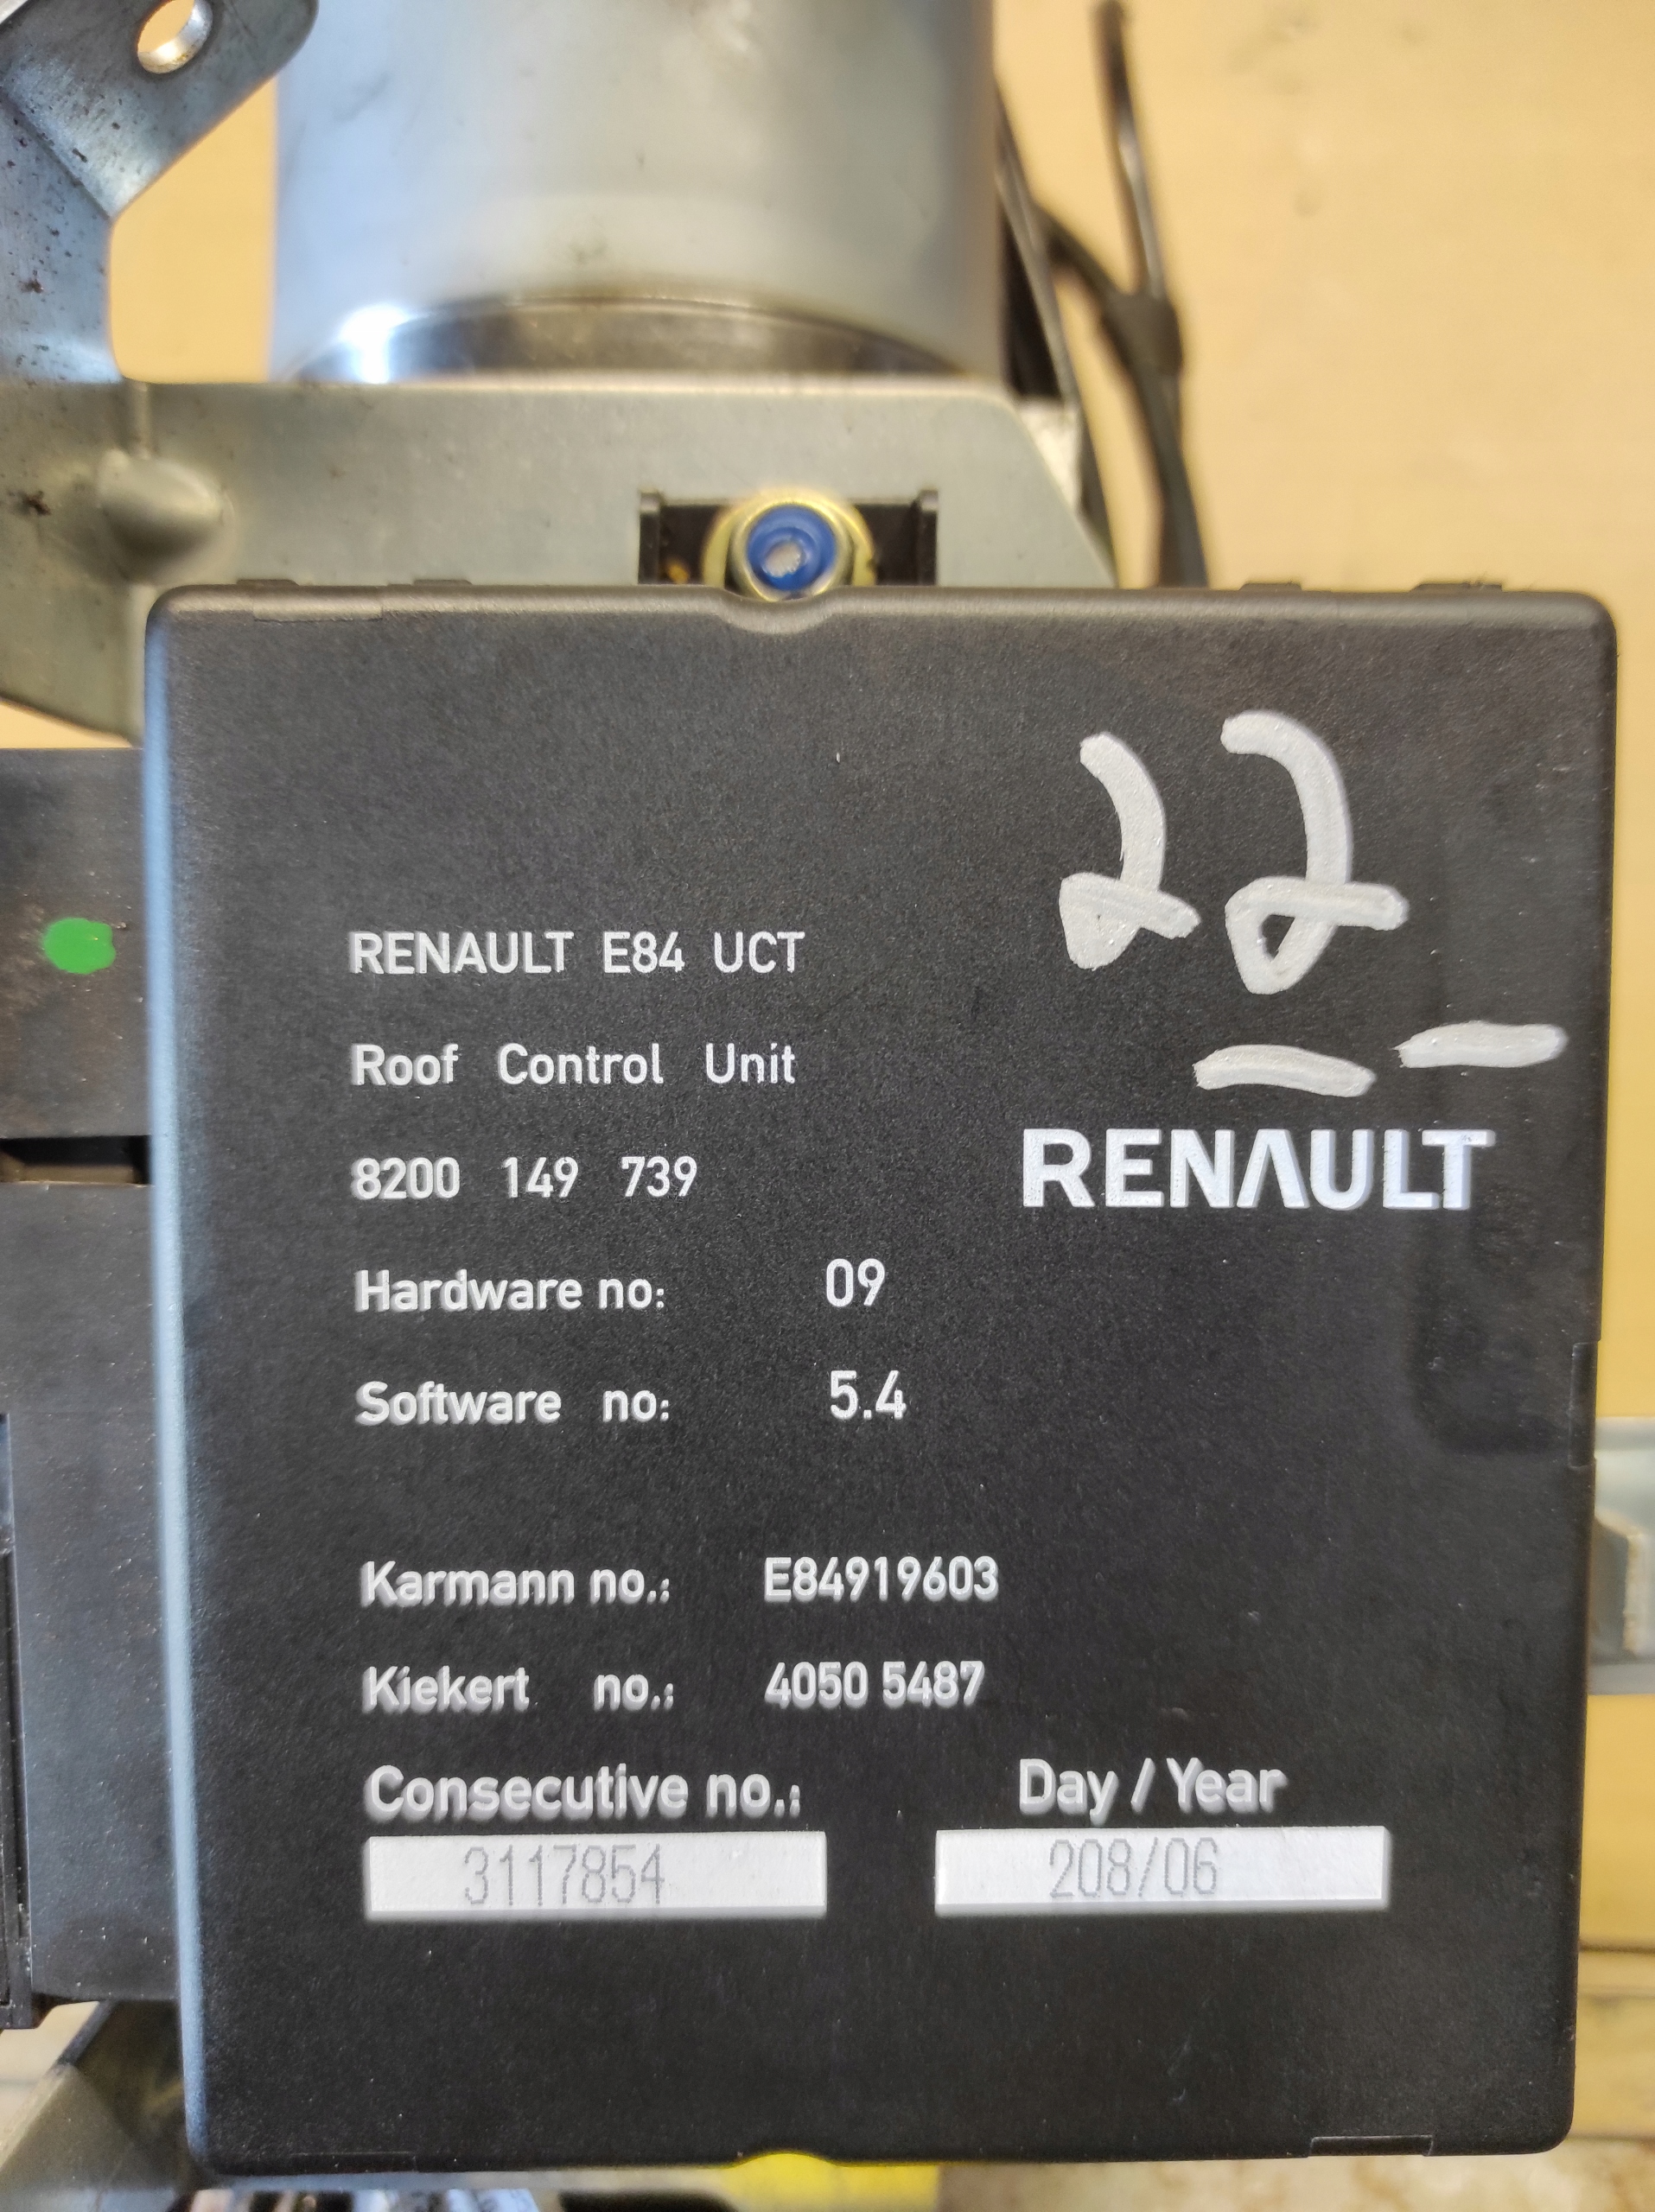 22
RENAULT E84 UCT
Roof Control Unit
8200 149 739
RENAULT
Hardware no: 09
Software no: 5.4
Karmann no.: E84919603
Kiekert no.: 4050 5487
Consecutive no.: Day / Year
3117854 208/06